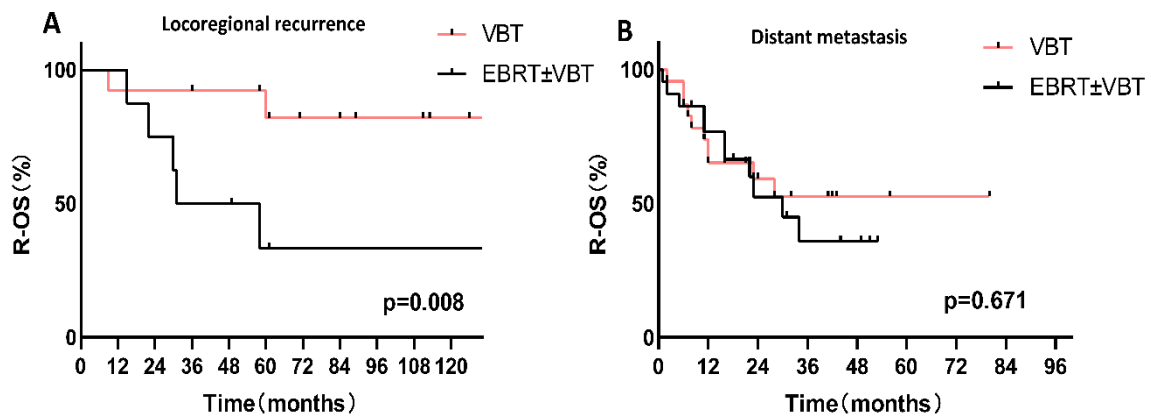 A
Locoregional recurrence
VBT
EBRT±VBT
R-OS(%)
100
50
0
p=0.008
0 12 24 36 48 60 72 84 96 108 120
Time(months)
B
Distant metastasis
VBT
EBRT±VBT
R-OS(%)
100
50
0
p=0.671
0 12 24 36 48 60 72 84 96
Time(months)